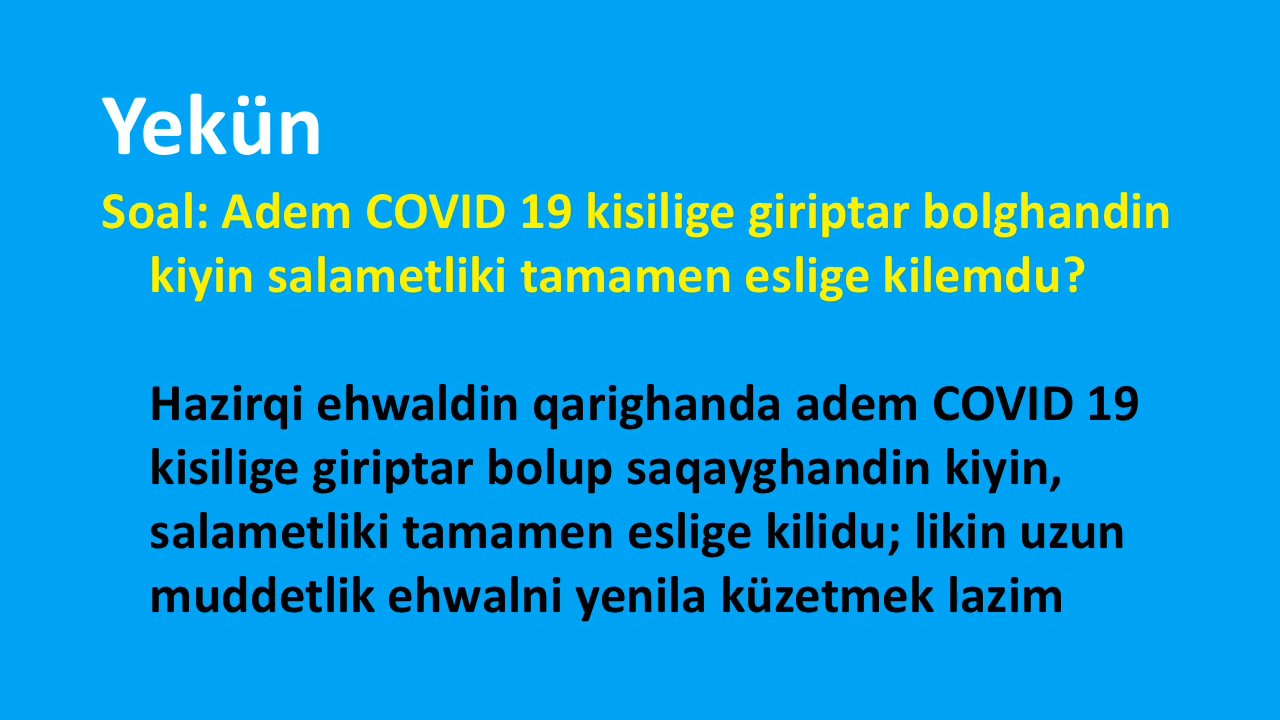 Yekün
Soal: Adem COVID 19 kisilige giriptar bolghandin
kiyin salametliki tamamen eslige kilemdu?
Hazirqi ehwaldin qarighanda adem COVID 19
kisilige giriptar bolup saqayghandin kiyin,
salametliki tamamen eslige kilidu; likin uzun
muddetlik ehwalni yenila küzetmek lazim